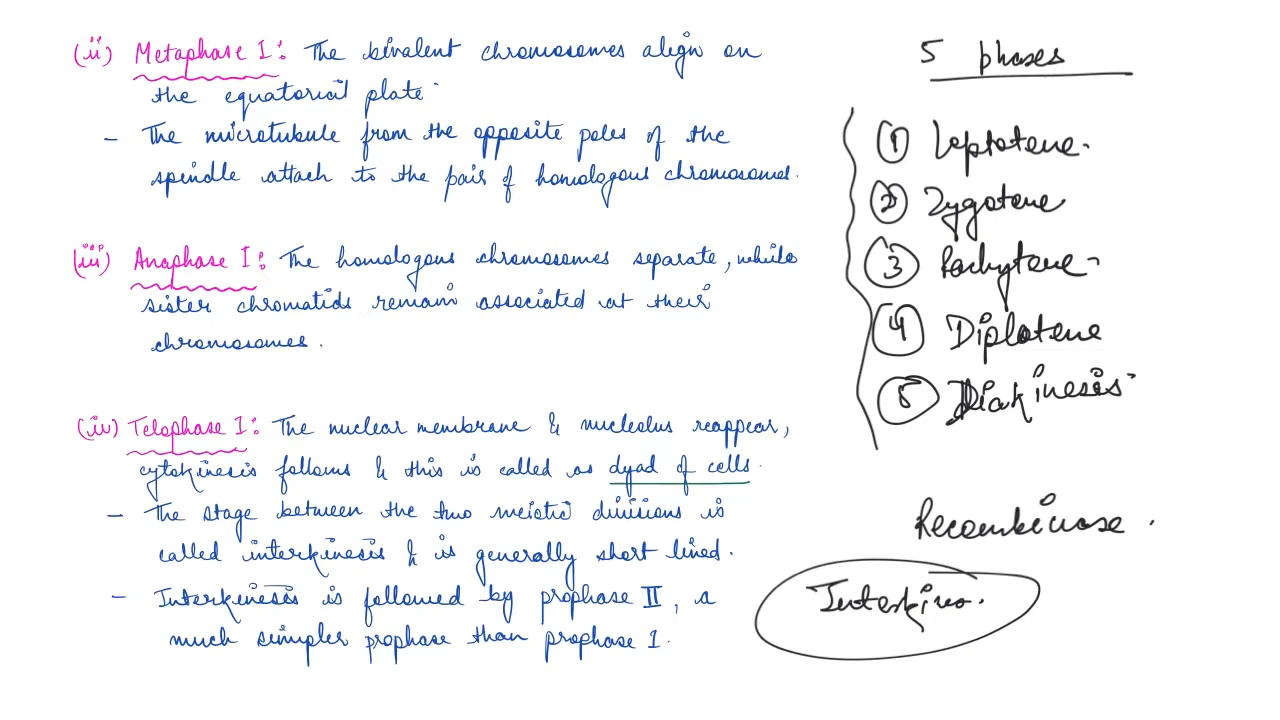 (ii) Metaphase I: The bivalent chromosomes align on
the equatorial plate.
- The microtubule from the opposite poles of the
spindle attach to the pair of homologous chromosomes.
(iii) Anaphase I: The homologous chromosomes separate, while
sister chromatids remain associated at their
chromosomes.
(iv) Telophase I: The nuclear membrane & nucleolus reappear,
cytokinesis follows & this is called as dyad of cells.
- The stage between the two meiotic divisions is
called interkinesis & is generally short lined.
- Interkinesis is followed by prophase II, a
much simpler prophase than prophase I.
5 phases
① Leptotene.
② Zygotene
③ Pachytene -
④ Diplotene
⑤ Diakinesis
Recombinase.